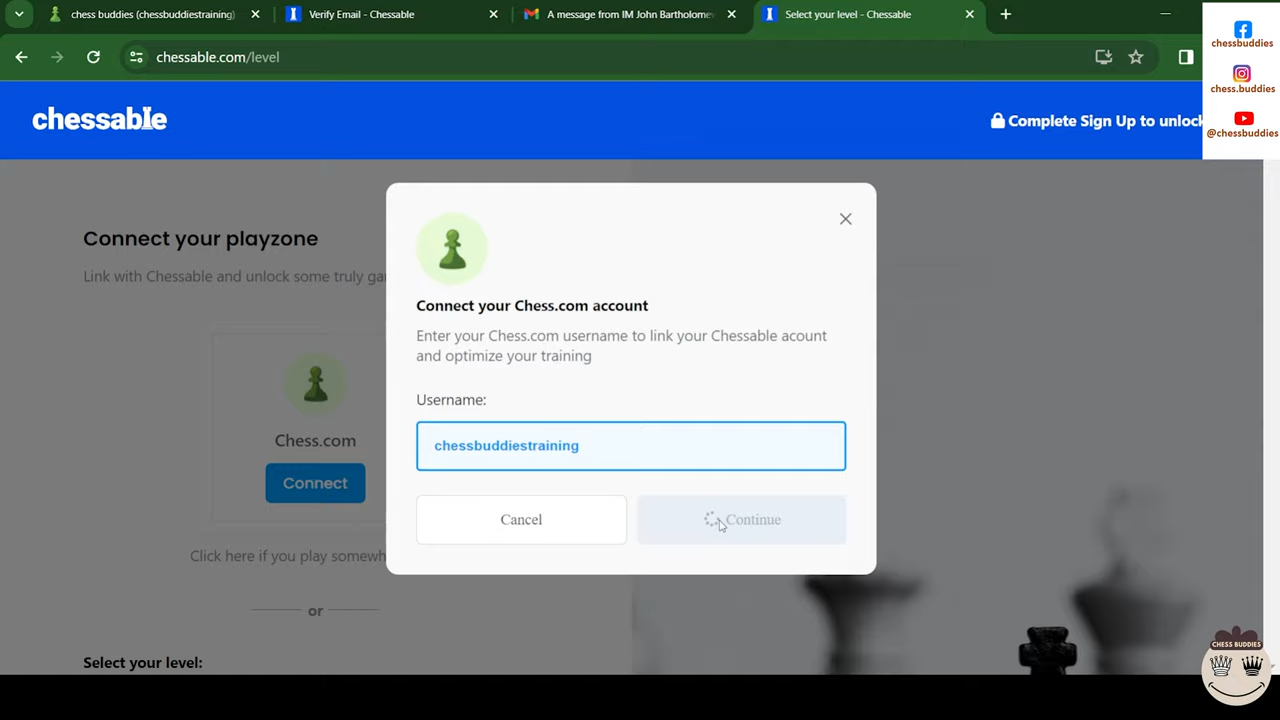 chess buddies (chessbuddiestraining)
Verify Email - Chessable
A message from IM John Bartholome
Select your level - Chessable
chessable.com/level
chessbuddies
chess.buddies
@chessbuddies
chessable
Complete Sign Up to unlock
Connect your playzone
Link with Chessable and unlock some truly ga
Chess.com
Connect
Click here if you play somewh
or
Select your level:
Connect your Chess.com account
Enter your Chess.com username to link your Chessable acount
and optimize your training
Username:
chessbuddiestraining
Cancel
Continue
CHESS BUDDIES